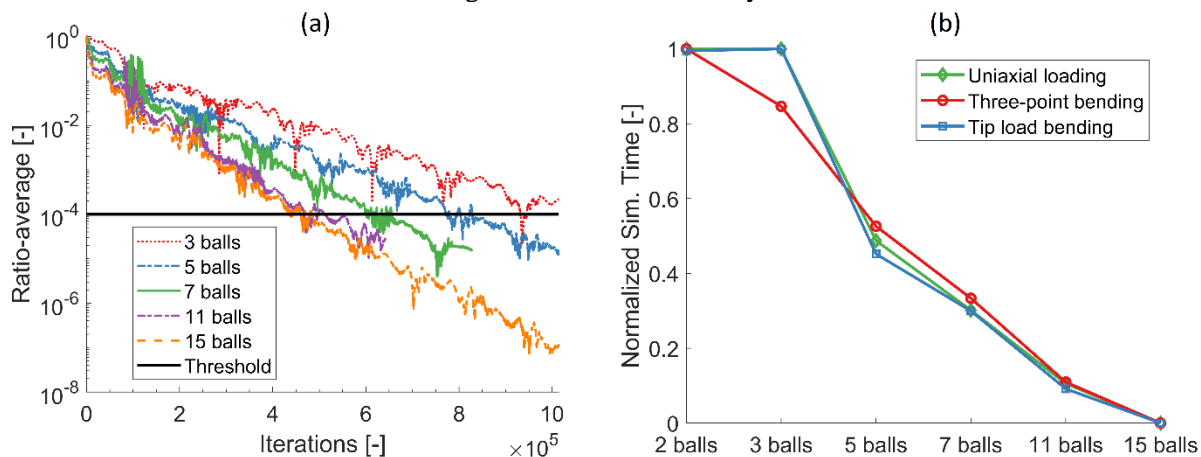 (a)
10^0
10^-2
10^-4
10^-6
10^-8
Ratio-average [-]
3 balls
5 balls
7 balls
11 balls
15 balls
Threshold
0 2 4 6 8 10
Iterations [-]
×10^5
(b)
1
0.8
0.6
0.4
0.2
0
Normalized Sim. Time [-]
Uniaxial loading
Three-point bending
Tip load bending
2 balls 3 balls 5 balls 7 balls 11 balls 15 balls